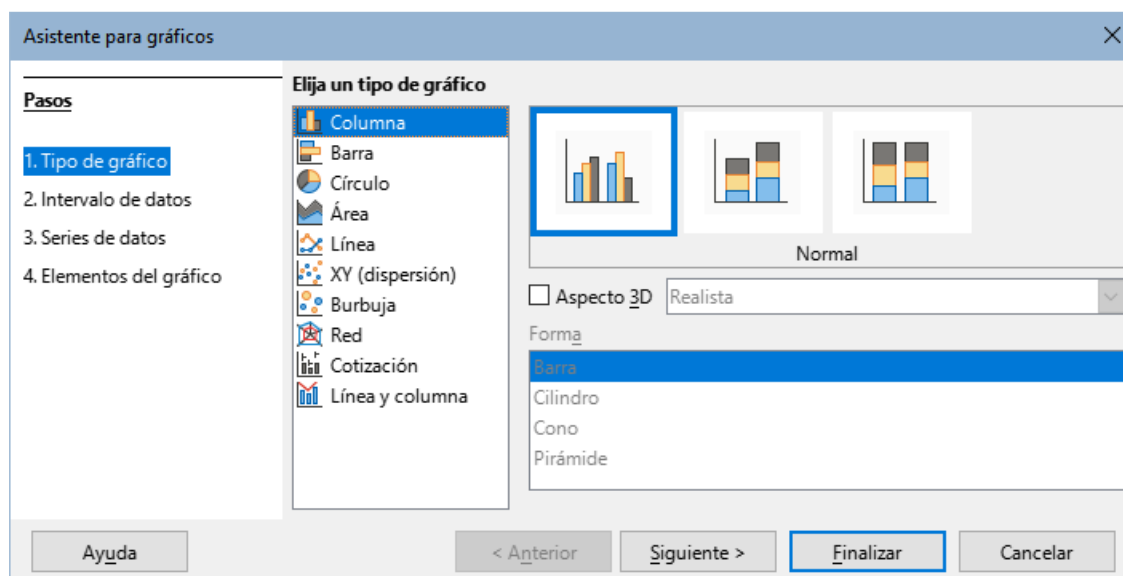 Asistente para gráficos
Pasos
1. Tipo de gráfico
2. Intervalo de datos
3. Series de datos
4. Elementos del gráfico
Elija un tipo de gráfico
Columna
Barra
Círculo
Área
Línea
XY (dispersión)
Burbuja
Red
Cotización
Línea y columna
Normal
Aspecto 3D Realista
Forma
Barra
Cilindro
Cono
Pirámide
Ayuda < Anterior Siguiente > Finalizar Cancelar